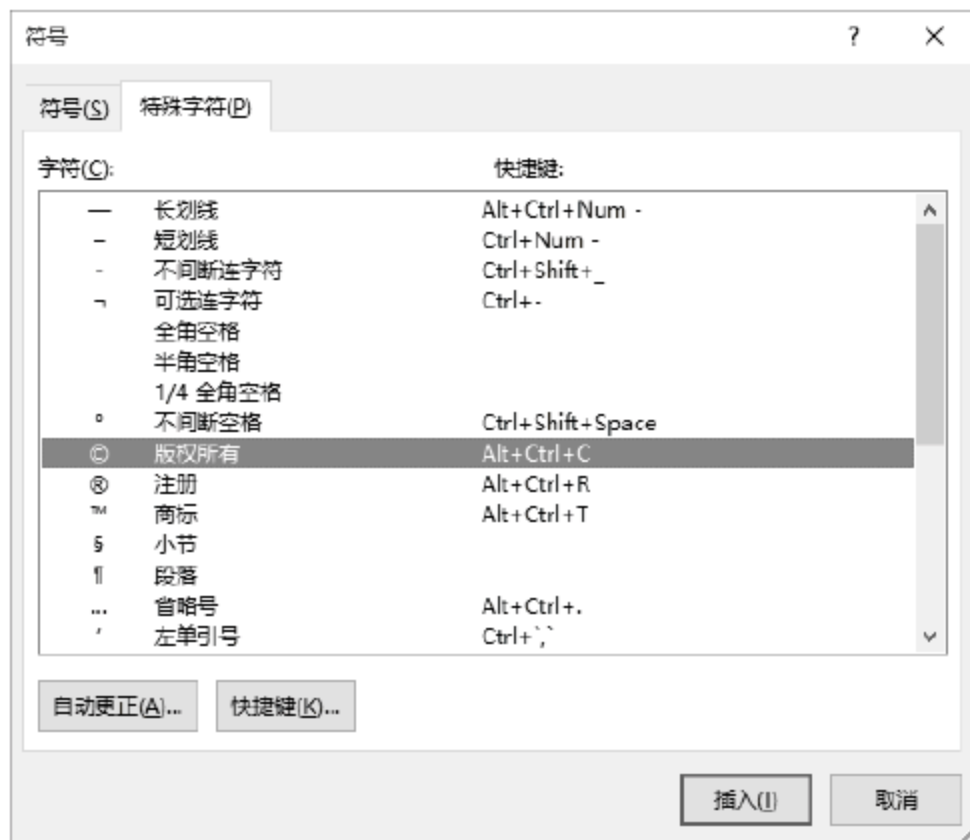 符号 ? ×
符号(S) 特殊字符(P)
字符(C): 快捷键:
— 长划线 Alt+Ctrl+Num -
– 短划线 Ctrl+Num -
- 不间断连字符 Ctrl+Shift+_
¬ 可选连字符 Ctrl+-
全角空格
半角空格
1/4 全角空格
° 不间断空格 Ctrl+Shift+Space
© 版权所有 Alt+Ctrl+C
® 注册 Alt+Ctrl+R
™ 商标 Alt+Ctrl+T
§ 小节
¶ 段落
... 省略号 Alt+Ctrl+.
‘ 左单引号 Ctrl+`,`
自动更正(A)... 快捷键(K)...
插入(I) 取消